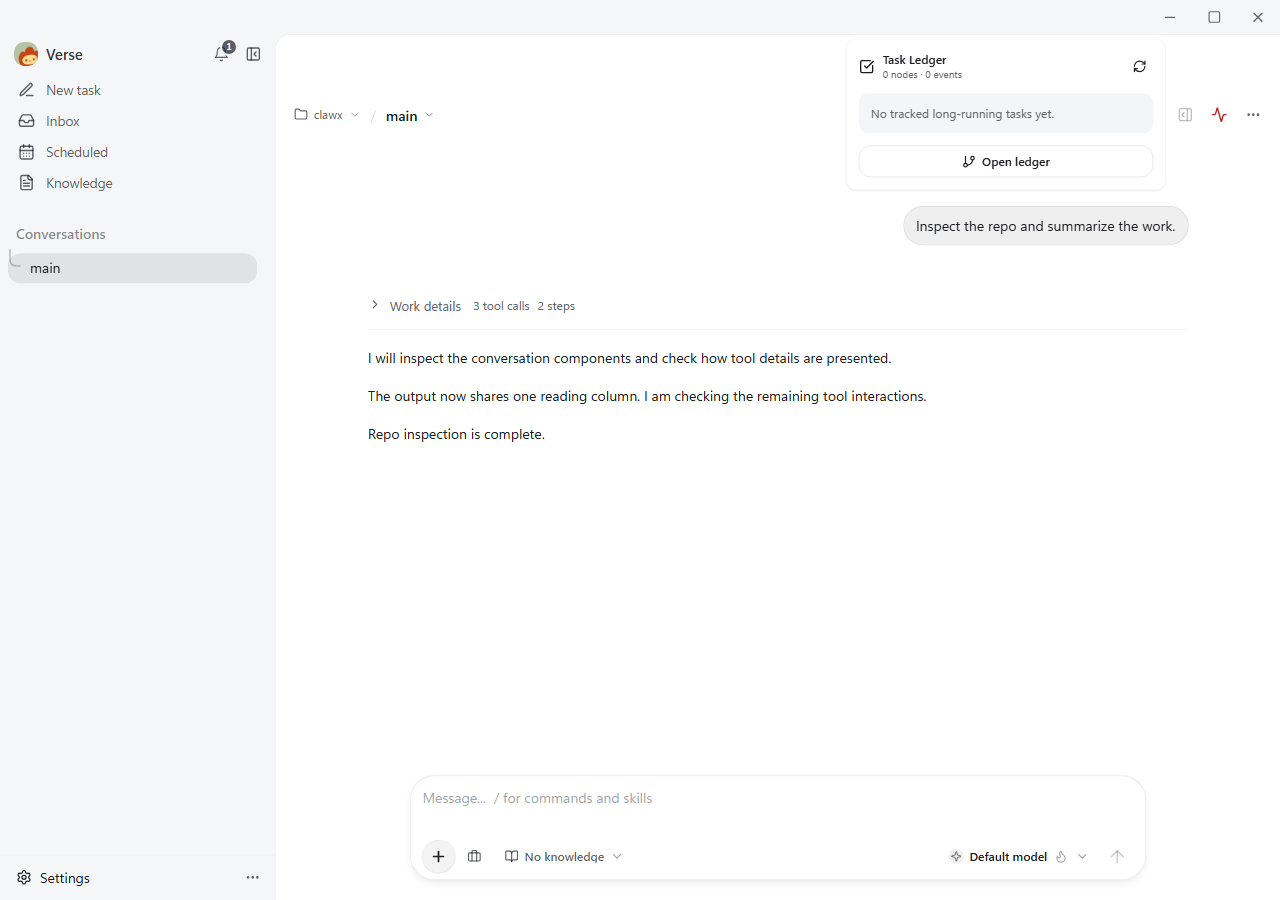 Verse
1
New task
Inbox
Scheduled
Knowledge
Conversations
main
Settings
clawx / main
Task Ledger
0 nodes · 0 events
No tracked long-running tasks yet.
Open ledger
Inspect the repo and summarize the work.
Work details 3 tool calls 2 steps
I will inspect the conversation components and check how tool details are presented.
The output now shares one reading column. I am checking the remaining tool interactions.
Repo inspection is complete.
Message... / for commands and skills
No knowledge
Default model